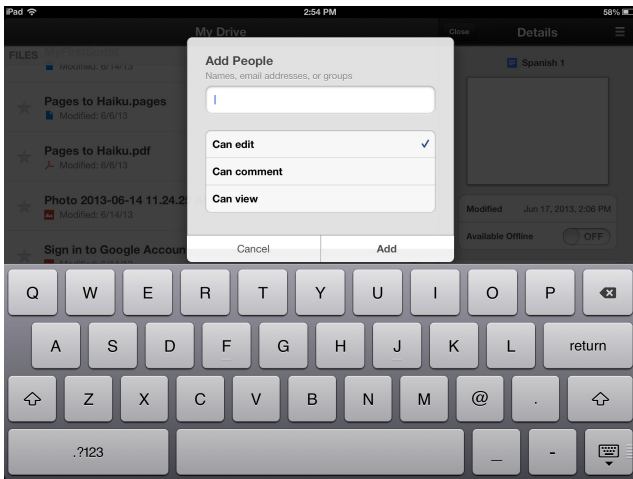 iPad 2:54 PM 58%
My Drive Close Details
FILES
Modified: 6/14/13
Pages to Haiku.pages
Modified: 6/6/13
Pages to Haiku.pdf
Modified: 6/6/13
Photo 2013-06-14 11.24.2
Modified: 6/14/13
Sign in to Google Accoun
Add People
Names, email addresses, or groups
Can edit
Can comment
Can view
Cancel Add
Spanish 1
Modified Jun 17, 2013, 2:06 PM
Available Offline OFF
Q W E R T Y U I O P
A S D F G H J K L return
Z X C V B N M @ .
.?123 _ -